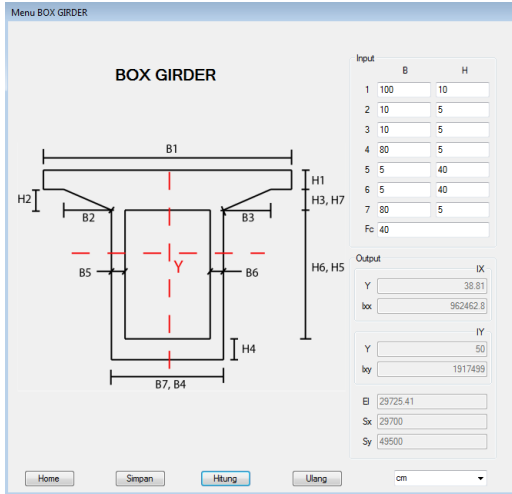 Menu BOX GIRDER
BOX GIRDER
B1
H1
H2
H3, H7
B2
B3
B5
Y
B6
H6, H5
H4
B7, B4
Input
B H
1 100 10
2 10 5
3 10 5
4 80 5
5 5 40
6 5 40
7 80 5
Fc 40
Output
IX
Y 38.81
Ixx 962462.8
IY
Y 50
Ixy 1917499
EI 29725.41
Sx 29700
Sy 49500
Home Simpan Hitung Ulang cm